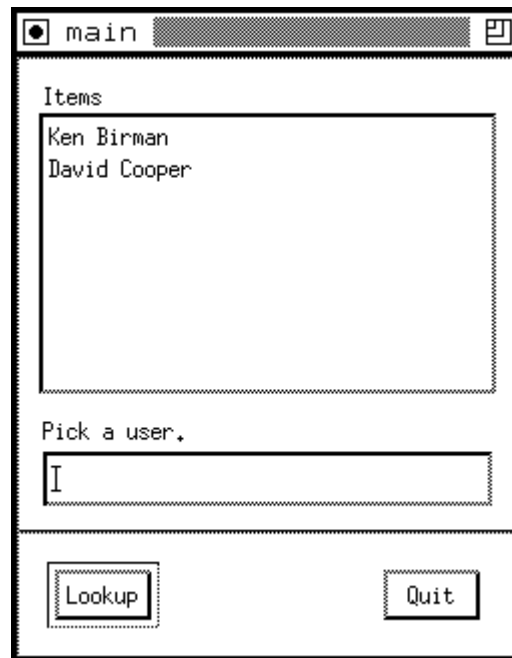 main
Items
Ken Birman
David Cooper
Pick a user.
Lookup Quit